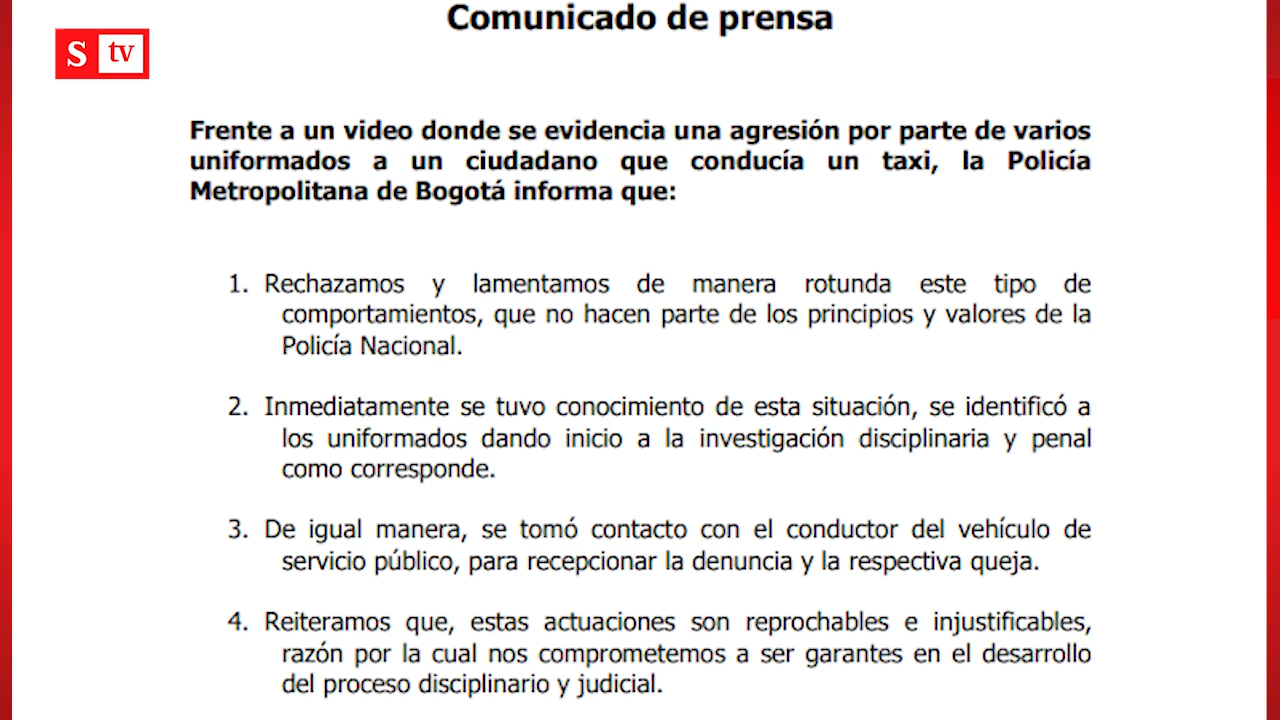 Comunicado de prensa
S tv
Frente a un video donde se evidencia una agresión por parte de varios
uniformados a un ciudadano que conducía un taxi, la Policía
Metropolitana de Bogotá informa que:
1. Rechazamos y lamentamos de manera rotunda este tipo de
comportamientos, que no hacen parte de los principios y valores de la
Policía Nacional.
2. Inmediatamente se tuvo conocimiento de esta situación, se identificó a
los uniformados dando inicio a la investigación disciplinaria y penal
como corresponde.
3. De igual manera, se tomó contacto con el conductor del vehículo de
servicio público, para recepcionar la denuncia y la respectiva queja.
4. Reiteramos que, estas actuaciones son reprochables e injustificables,
razón por la cual nos comprometemos a ser garantes en el desarrollo
del proceso disciplinario y judicial.